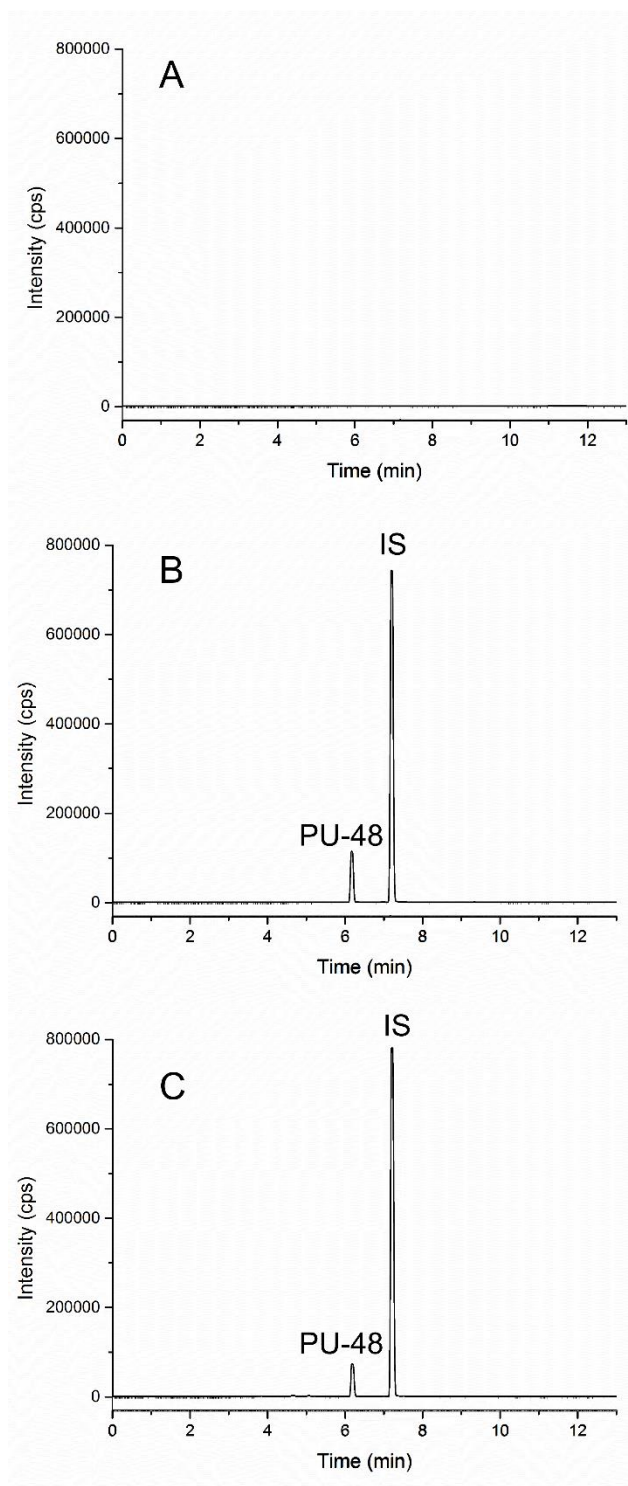 A
800000
600000
400000
200000
0
Intensity (cps)
0 2 4 6 8 10 12
Time (min)
B
IS
PU-48
800000
600000
400000
200000
0
Intensity (cps)
0 2 4 6 8 10 12
Time (min)
C
IS
PU-48
800000
600000
400000
200000
0
Intensity (cps)
0 2 4 6 8 10 12
Time (min)